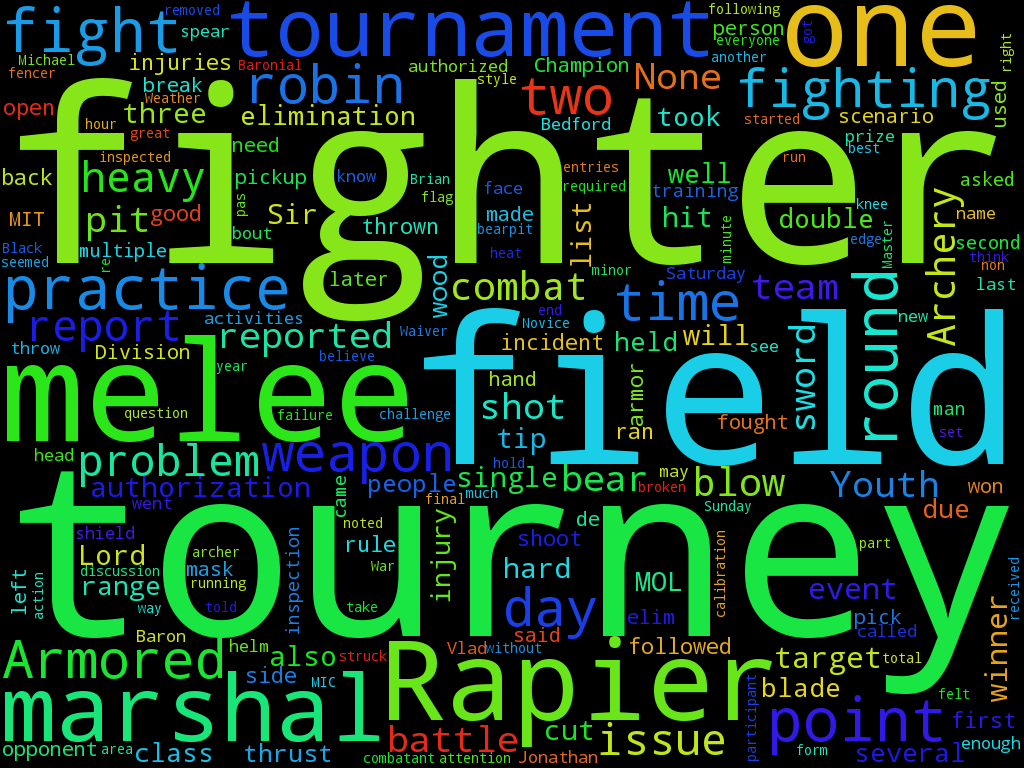 removed
following
fight
tournament
one
spear
person
got
everyone
Michael
injuries
Baronial
authorized
Champion
another
right
fencer
break
robin
style
None
fighting
Weather
two
used
open
three
elimination
Bedford
took
started
scenario
hour
great
need
prize
best
fighter
inspected
entries
well
run
back
heavy
pickup
know
Brian
face
required
training
asked
MIT
pit
good
pas
Sir
flag
made
list
hit
double
knee
name
bout
thrown
bearpit
minute
edge
Master
Archery
second
Black
multiple
heat
think
seemed
re
later
wood
minor
Saturday
non
practice
combat
time
team
round
last
report
activities
reported
Waiver
end
Novice
new
incident
held
will
see
throw
Division
believe
sword
year
hand
armor
melee
field
question
failure
challenge
shot
ran
fought
man
tip
set
head
problem
weapon
hold
authorization
people
single
bear
may
blow
Youth
won
broken
went
came
final
much
Sunday
due
shield
noted
injury
de
calibration
tourney
Lord
archer
rule
shoot
part
discussion
mask
War
hard
MOL
left
action
range
running
inspection
event
received
way
told
take
day
elim
pick
Baron
said
called
winner
Armored
helm
also
struck
Vlad
without
followed
target
total
side
MIC
Rapier
blade
felt
marshal
participant
point
first
battle
cut
issue
opponent
area
class
thrust
combatant
attention
Jonathan
form
several
enough